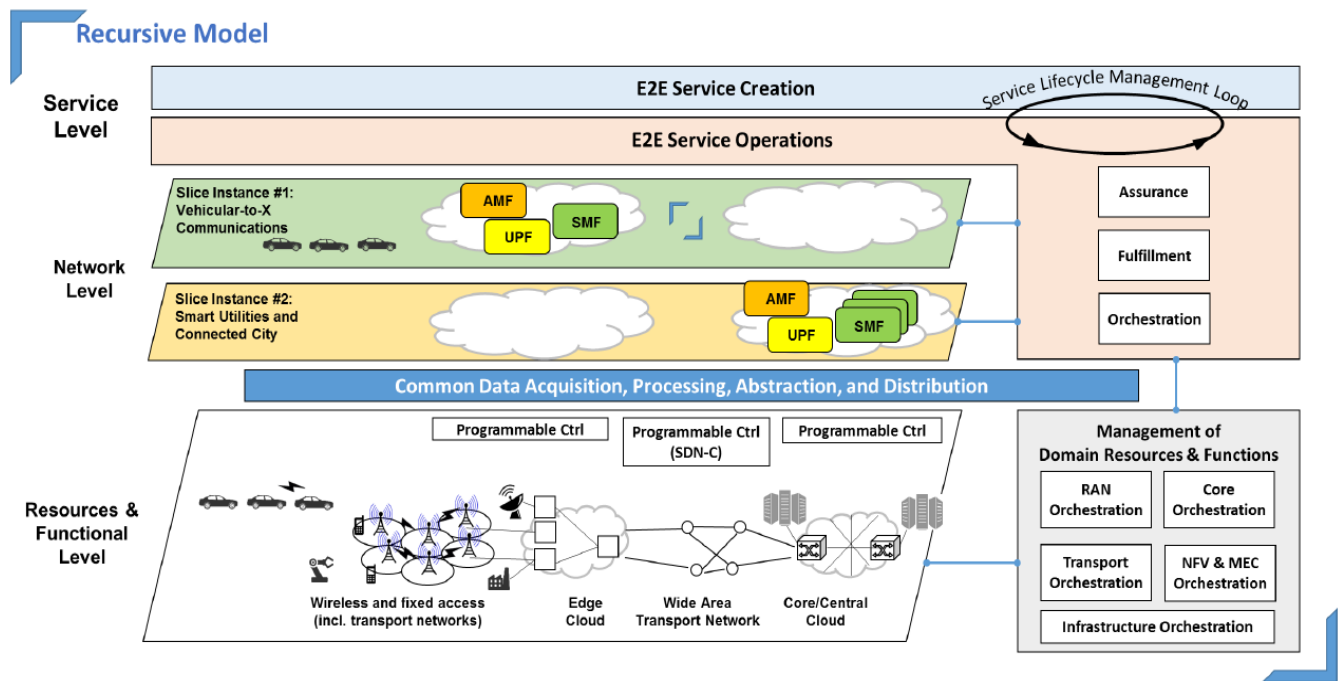 Recursive Model
Service
Level
E2E Service Creation
Service Lifecycle Management Loop
E2E Service Operations
Network
Level
Slice Instance #1:
Vehicular-to-X
Communications
AMF
SMF
UPF
Slice Instance #2:
Smart Utilities and
Connected City
AMF
SMF
UPF
Assurance
Fulfillment
Orchestration
Common Data Acquisition, Processing, Abstraction, and Distribution
Resources &
Functional
Level
Programmable Ctrl
Programmable Ctrl
(SDN-C)
Programmable Ctrl
Wireless and fixed access
(incl. transport networks)
Edge
Cloud
Wide Area
Transport Network
Core/Central
Cloud
Management of
Domain Resources & Functions
RAN
Orchestration
Core
Orchestration
Transport
Orchestration
NFV & MEC
Orchestration
Infrastructure Orchestration